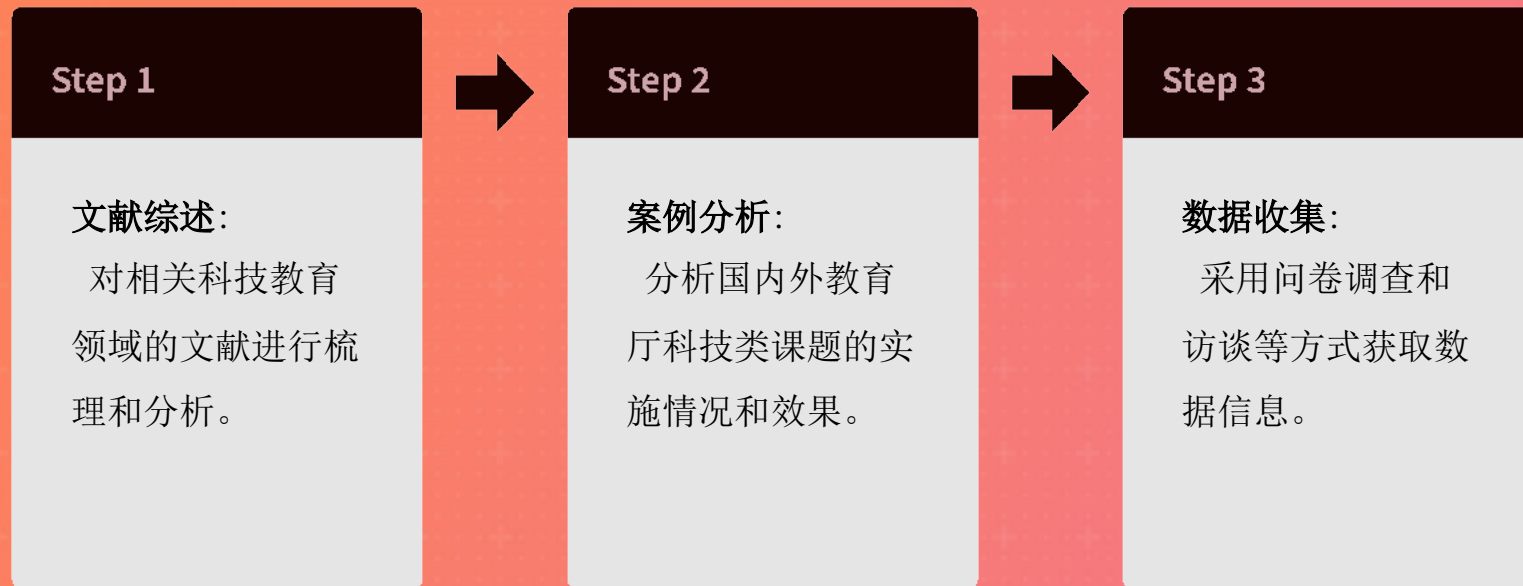 Step 1
文献综述：
对相关科技教育
领域的文献进行梳
理和分析。
Step 2
案例分析：
分析国内外教育
厅科技类课题的实
施情况和效果。
Step 3
数据收集：
采用问卷调查和
访谈等方式获取数
据信息。